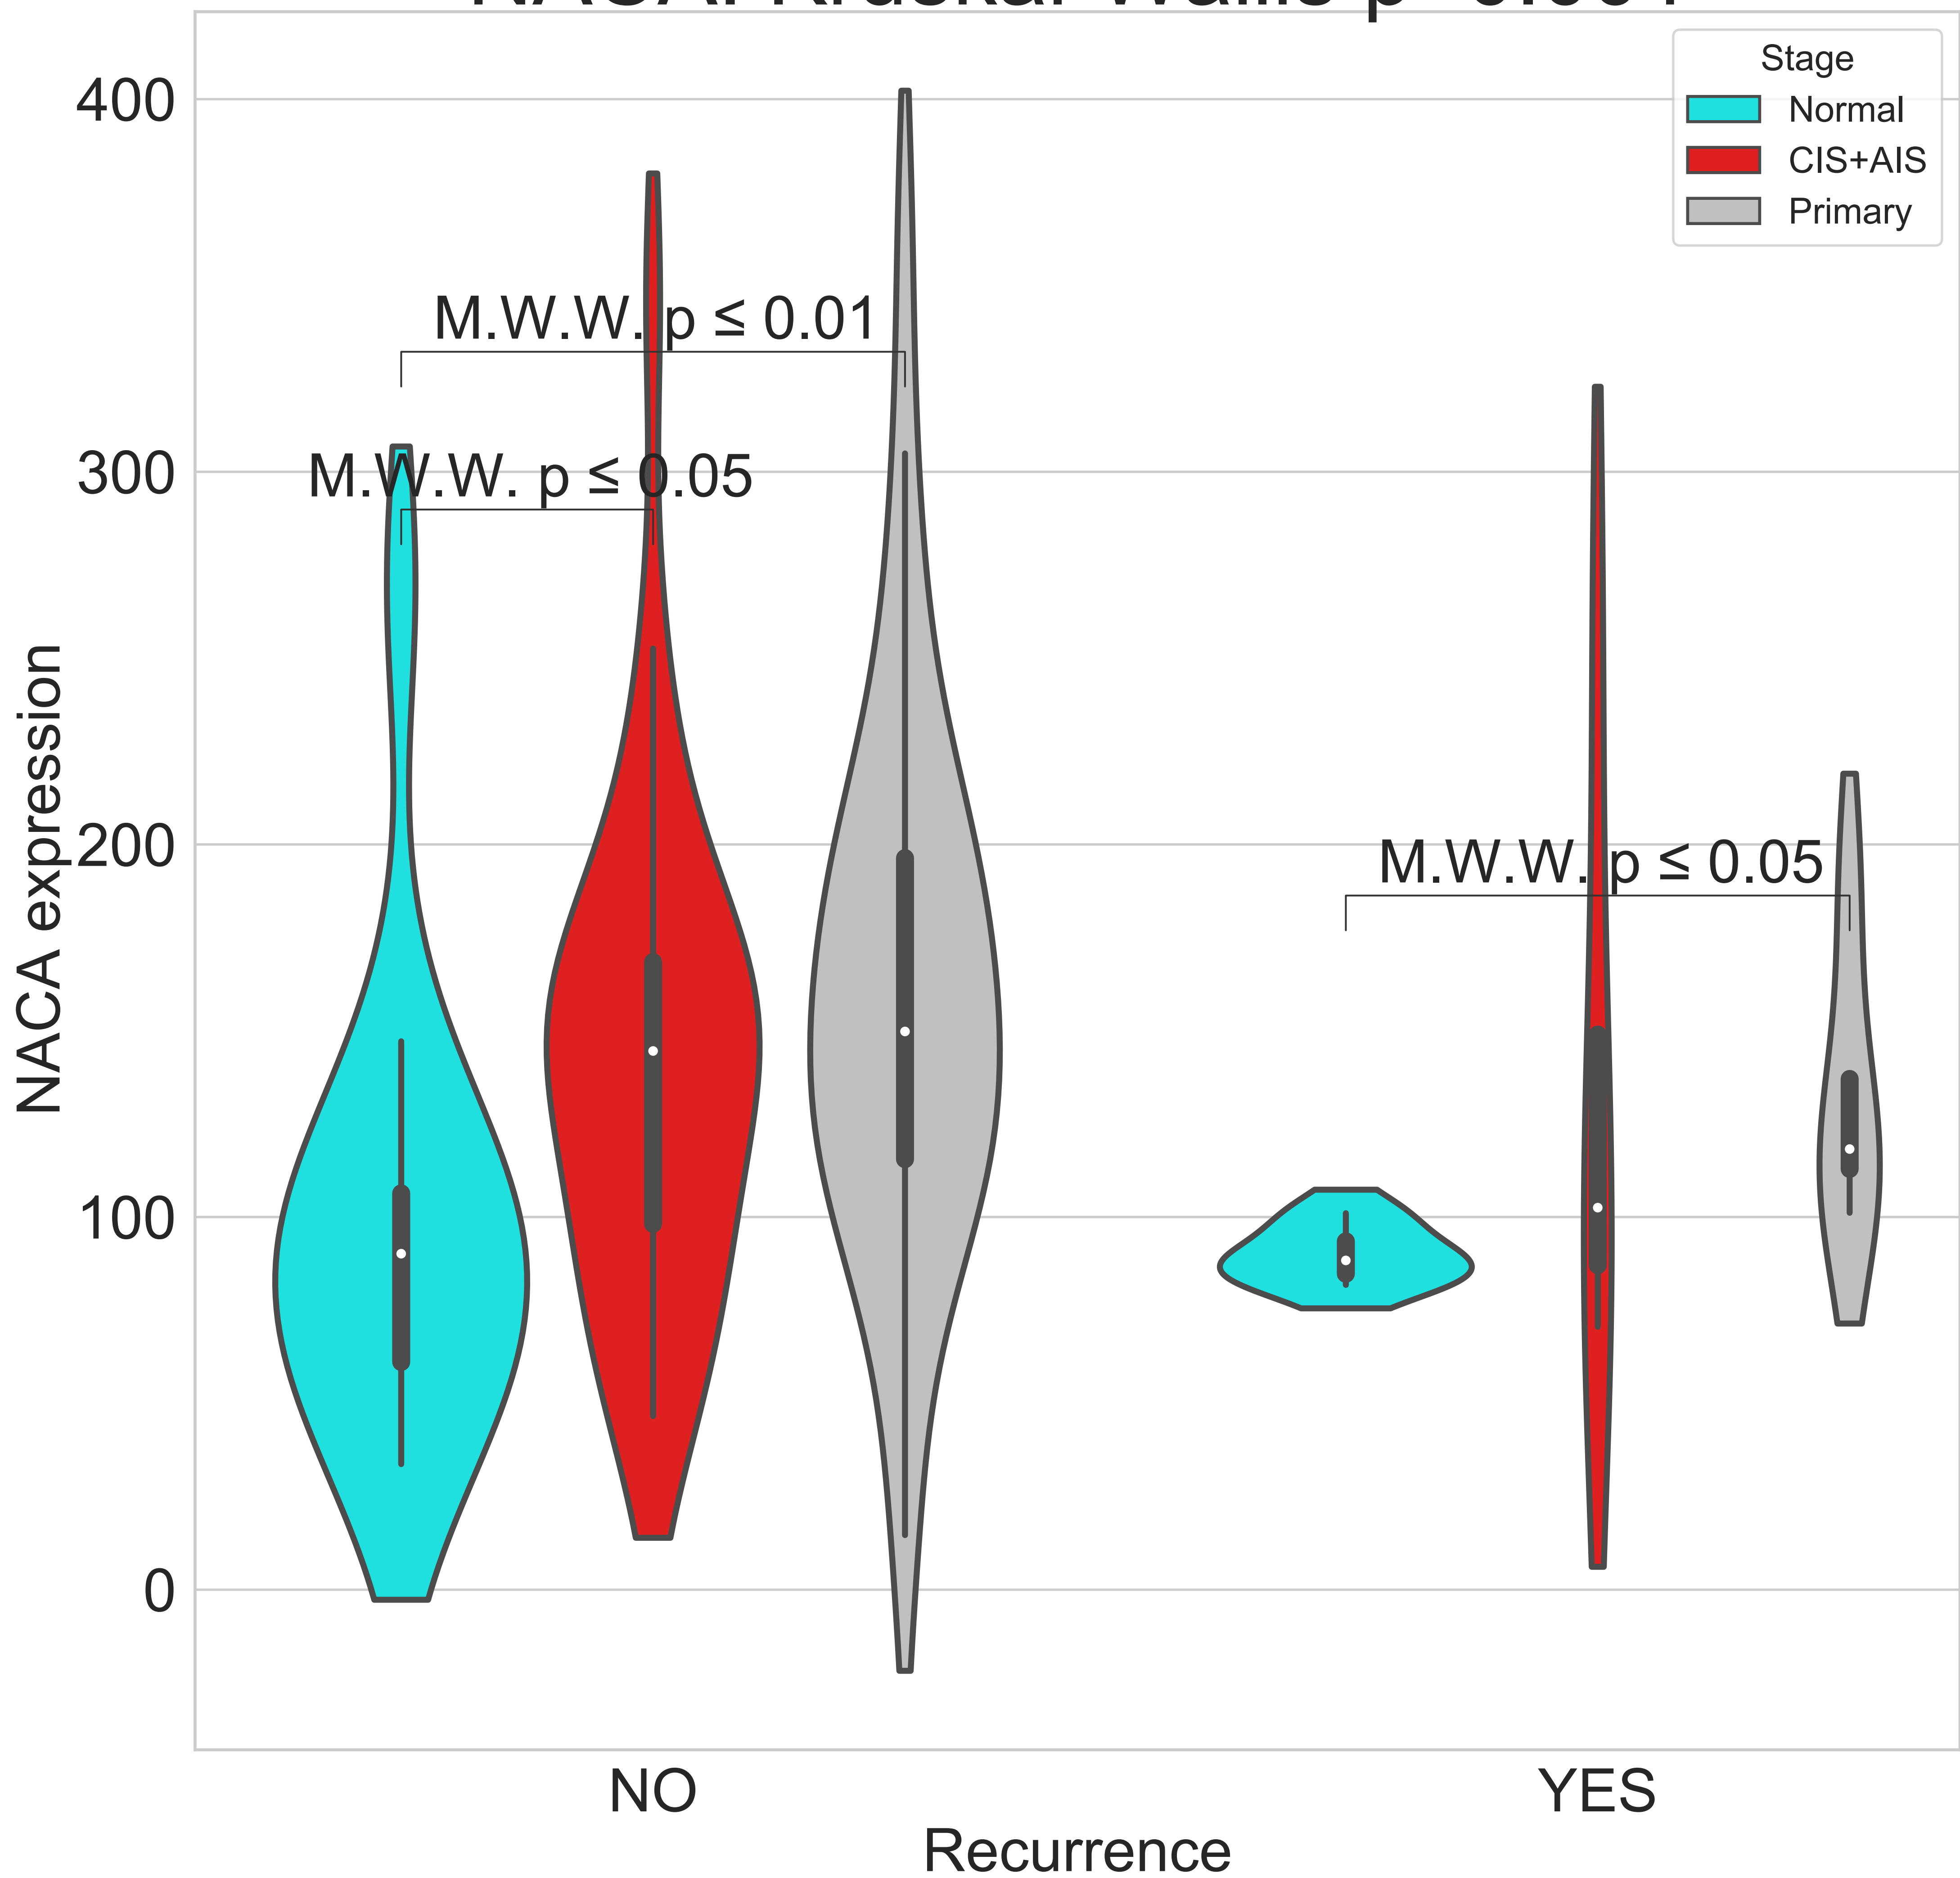 Stage
Normal
CIS+AIS
Primary
400
300
200
100
0
M.W.W. p ≤ 0.01
M.W.W. p ≤ 0.05
M.W.W. p ≤ 0.05
NACA expression
NO
YES
Recurrence